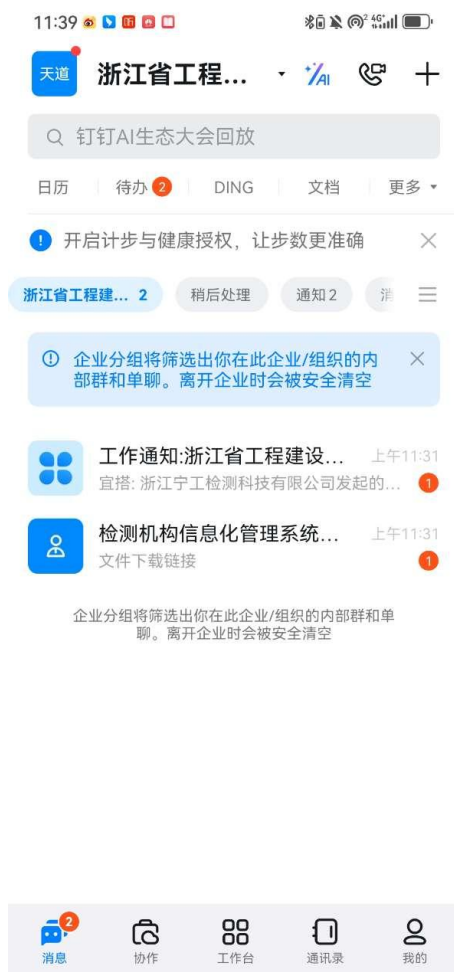 11:39
4G+
天道
浙江省工程...
AI
钉钉AI生态大会回放
日历 待办 2 DING 文档 更多
开启计步与健康授权，让步数更准确
浙江省工程建... 2 稍后处理 通知 2
企业分组将筛选出你在此企业/组织的内
部群和单聊。离开企业时会被安全清空
工作通知:浙江省工程建设... 上午11:31
宜搭: 浙江宁工检测科技有限公司发起的... 1
检测机构信息化管理系统... 上午11:31
文件下载链接 1
企业分组将筛选出你在此企业/组织的内部群和单
聊。离开企业时会被安全清空
2
消息 协作 工作台 通讯录 我的